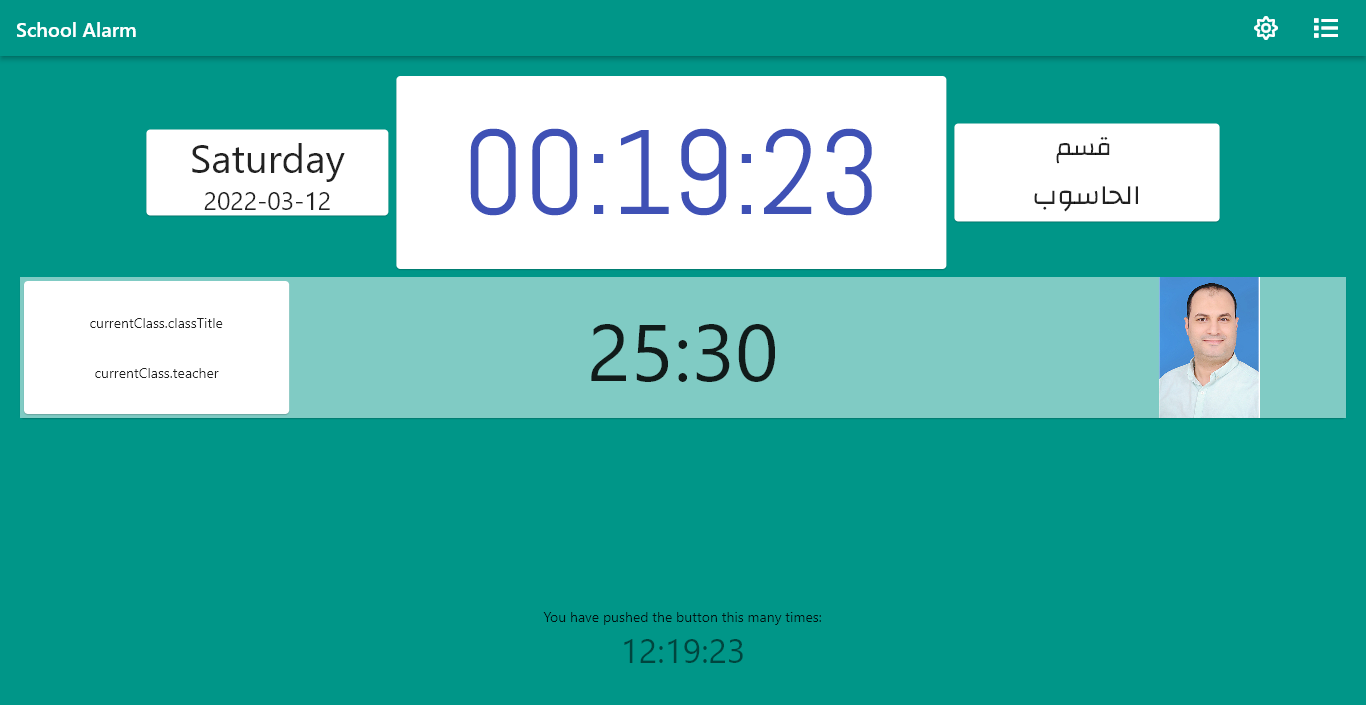 School Alarm
Saturday
2022-03-12
00:19:23
قسم
الحاسوب
currentClass.classTitle
currentClass.teacher
25:30
You have pushed the button this many times:
12:19:23